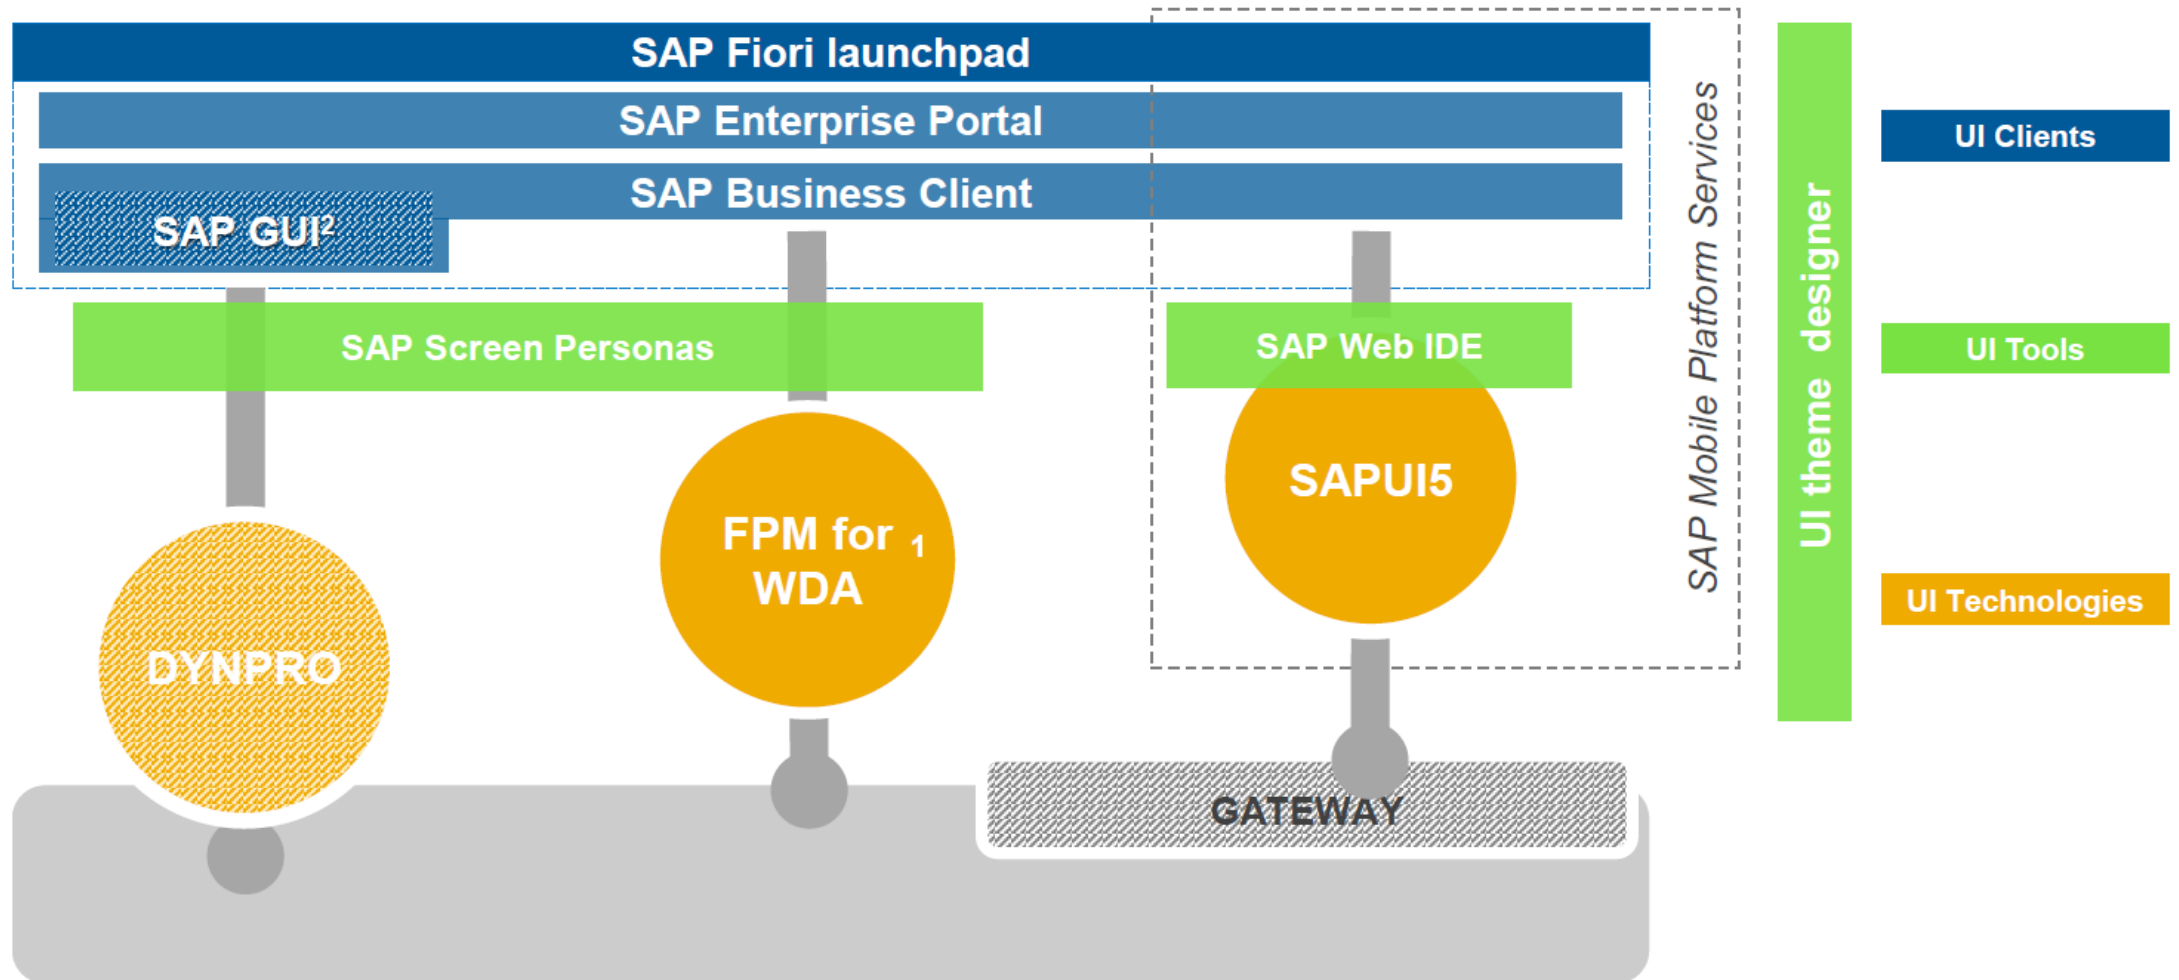 SAP Fiori launchpad
SAP Enterprise Portal
SAP Business Client
SAP GUI²
SAP Screen Personas
SAP Web IDE
SAPUI5
FPM for 1
WDA
DYNPRO
GATEWAY
SAP Mobile Platform Services
UI theme designer
UI Clients
UI Tools
UI Technologies